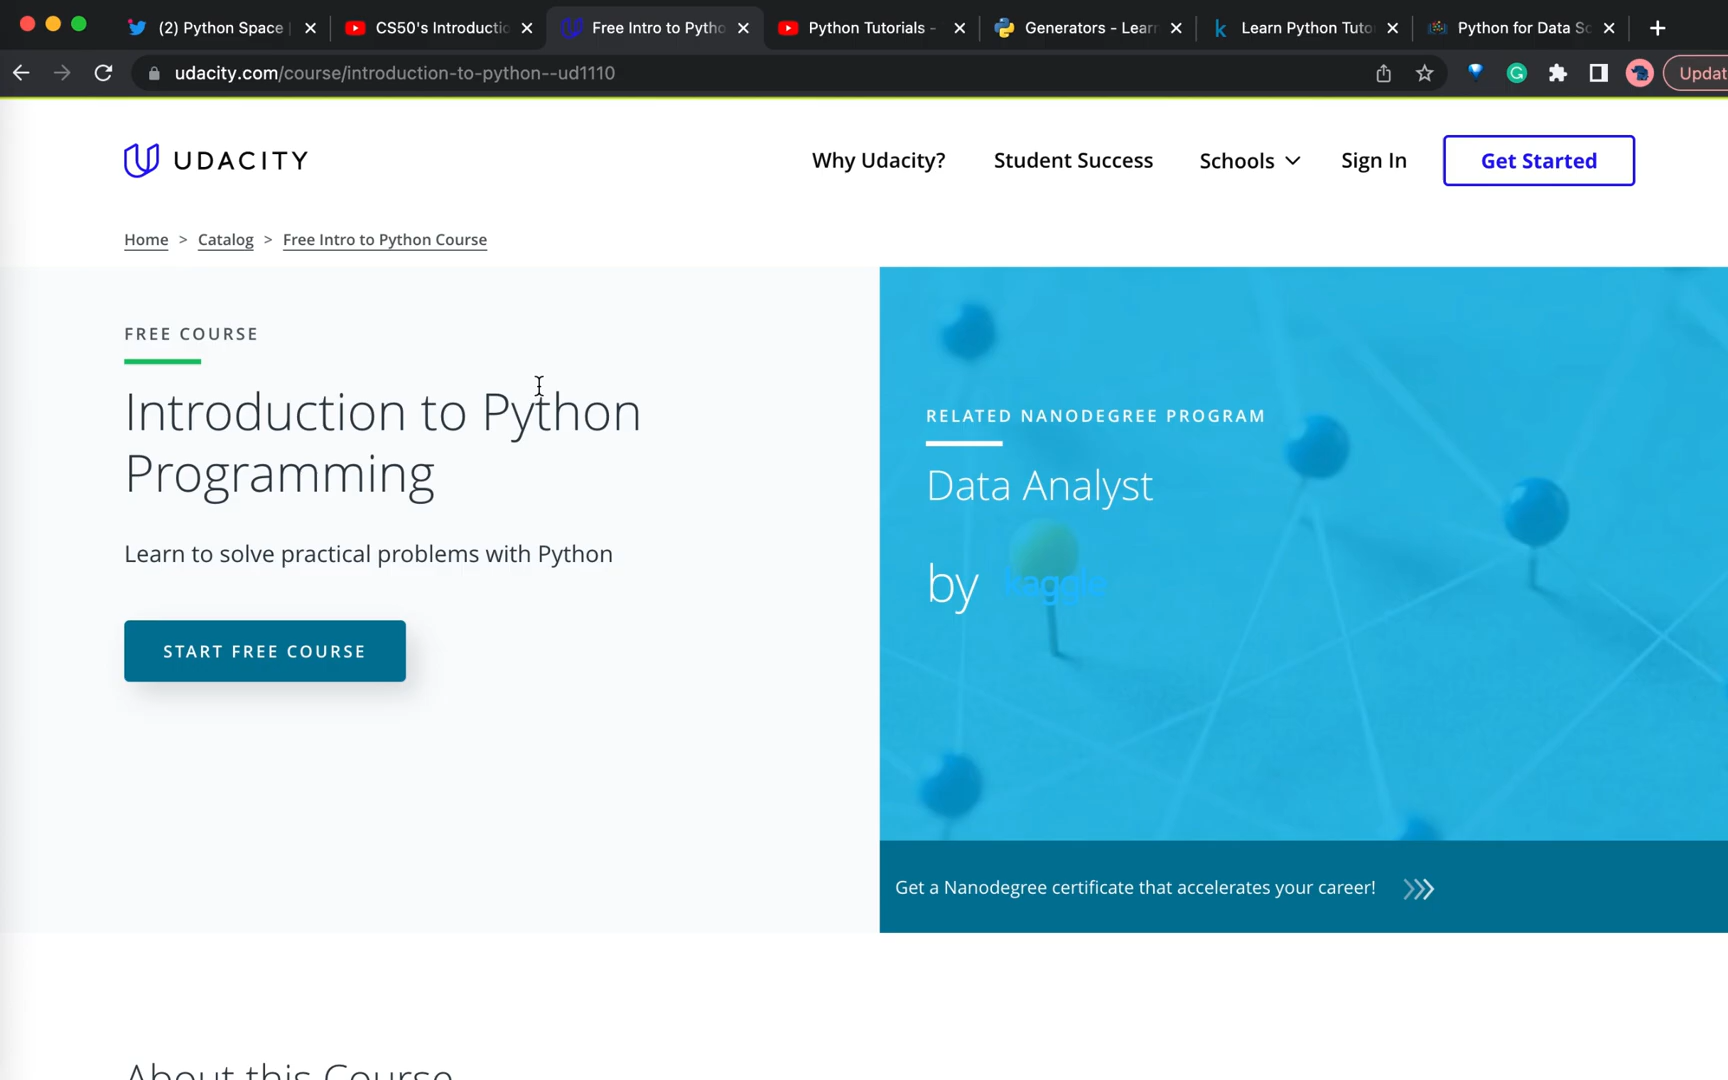 (2) Python Space
CS50's Introductio
Free Intro to Pytho
Python Tutorials -
Generators - Learn
Learn Python Tuto
Python for Data Sc
udacity.com/course/introduction-to-python--ud1110
Updat
UDACITY
Why Udacity?
Student Success
Schools
Sign In
Get Started
Home > Catalog > Free Intro to Python Course
FREE COURSE
Introduction to Python
Programming
Learn to solve practical problems with Python
START FREE COURSE
RELATED NANODEGREE PROGRAM
Data Analyst
by kaggle
Get a Nanodegree certificate that accelerates your career!
About this Course